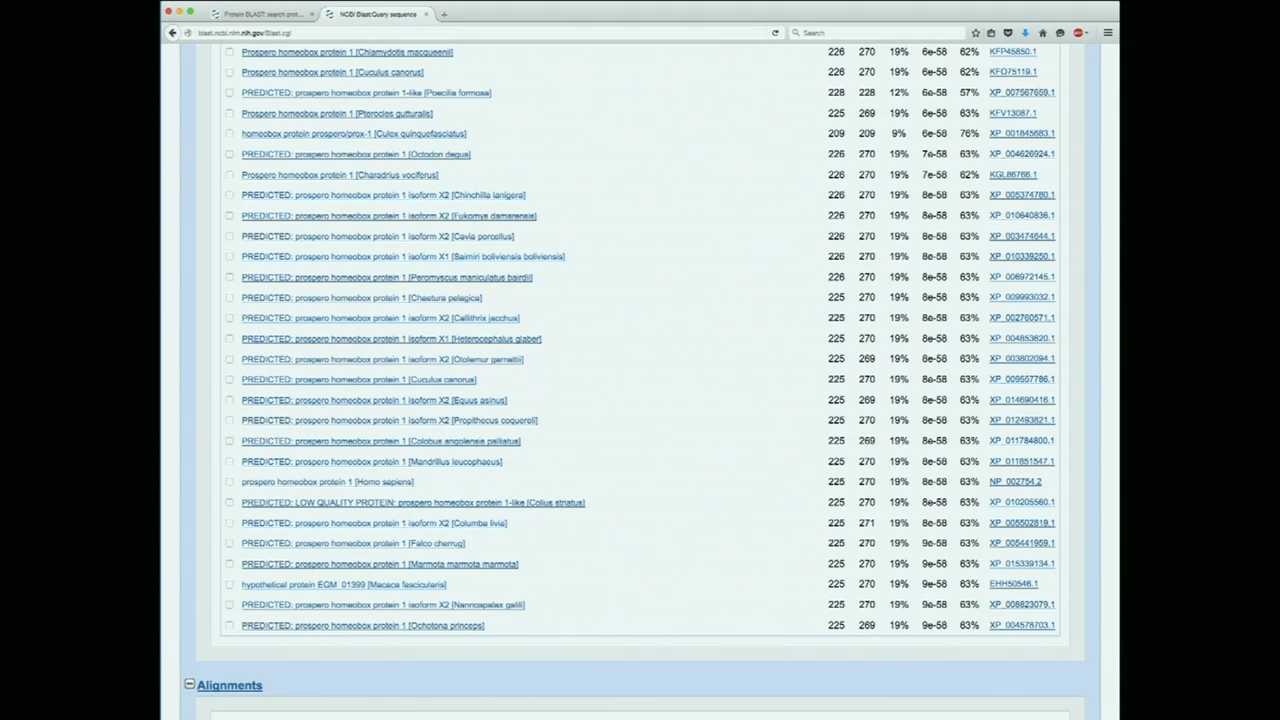 Protein BLAST: search prot...
NCBI Blast:Query sequence
blast.ncbi.nlm.nih.gov/Blast.cgi
Search
Prospero homeobox protein 1 [Chlamydotis macqueenii] 226 270 19% 6e-58 62% KFP45850.1
Prospero homeobox protein 1 [Cuculus canorus] 226 270 19% 6e-58 62% KFO75119.1
PREDICTED: prospero homeobox protein 1-like [Poecilia formosa] 228 228 12% 6e-58 57% XP_007567659.1
Prospero homeobox protein 1 [Pterocles gutturalis] 225 269 19% 6e-58 63% KFV13087.1
homeobox protein prospero/prox-1 [Culex quinquefasciatus] 209 209 9% 6e-58 76% XP_001845683.1
PREDICTED: prospero homeobox protein 1 [Octodon degus] 226 270 19% 7e-58 63% XP_004626924.1
Prospero homeobox protein 1 [Charadrius vociferus] 226 270 19% 7e-58 62% KGL86766.1
PREDICTED: prospero homeobox protein 1 isoform X2 [Chinchilla lanigera] 226 270 19% 8e-58 63% XP_005374780.1
PREDICTED: prospero homeobox protein 1 isoform X2 [Fukomys damarensis] 226 270 19% 8e-58 63% XP_010640836.1
PREDICTED: prospero homeobox protein 1 isoform X2 [Cavia porcellus] 226 270 19% 8e-58 63% XP_003474644.1
PREDICTED: prospero homeobox protein 1 isoform X1 [Saimiri boliviensis boliviensis] 226 270 19% 8e-58 63% XP_010339250.1
PREDICTED: prospero homeobox protein 1 [Peromyscus maniculatus bairdii] 226 270 19% 8e-58 63% XP_006972145.1
PREDICTED: prospero homeobox protein 1 [Chaetura pelagica] 225 270 19% 8e-58 63% XP_009993032.1
PREDICTED: prospero homeobox protein 1 isoform X2 [Callithrix jacchus] 225 270 19% 8e-58 63% XP_002760571.1
PREDICTED: prospero homeobox protein 1 isoform X1 [Heterocephalus glaber] 225 270 19% 8e-58 63% XP_004853620.1
PREDICTED: prospero homeobox protein 1 isoform X2 [Otolemur garnettii] 225 269 19% 8e-58 63% XP_003802094.1
PREDICTED: prospero homeobox protein 1 [Cuculus canorus] 225 270 19% 8e-58 63% XP_009557786.1
PREDICTED: prospero homeobox protein 1 isoform X2 [Equus asinus] 225 269 19% 8e-58 63% XP_014690416.1
PREDICTED: prospero homeobox protein 1 isoform X2 [Propithecus coquereli] 225 270 19% 8e-58 63% XP_012493821.1
PREDICTED: prospero homeobox protein 1 [Colobus angolensis palliatus] 225 269 19% 8e-58 63% XP_011784800.1
PREDICTED: prospero homeobox protein 1 [Mandrillus leucophaeus] 225 270 19% 8e-58 63% XP_011851547.1
prospero homeobox protein 1 [Homo sapiens] 225 270 19% 8e-58 63% NP_002754.2
PREDICTED: LOW QUALITY PROTEIN: prospero homeobox protein 1-like [Colius striatus] 225 270 19% 8e-58 63% XP_010205560.1
PREDICTED: prospero homeobox protein 1 isoform X2 [Columba livia] 225 271 19% 8e-58 63% XP_005502819.1
PREDICTED: prospero homeobox protein 1 [Falco cherrug] 225 270 19% 9e-58 63% XP_005441959.1
PREDICTED: prospero homeobox protein 1 [Marmota marmota marmota] 225 270 19% 9e-58 63% XP_015339134.1
hypothetical protein EGM_01399 [Macaca fascicularis] 225 270 19% 9e-58 63% EHH50546.1
PREDICTED: prospero homeobox protein 1 isoform X2 [Nannospalax galili] 225 270 19% 9e-58 63% XP_008823079.1
PREDICTED: prospero homeobox protein 1 [Ochotona princeps] 225 269 19% 9e-58 63% XP_004578703.1
Alignments